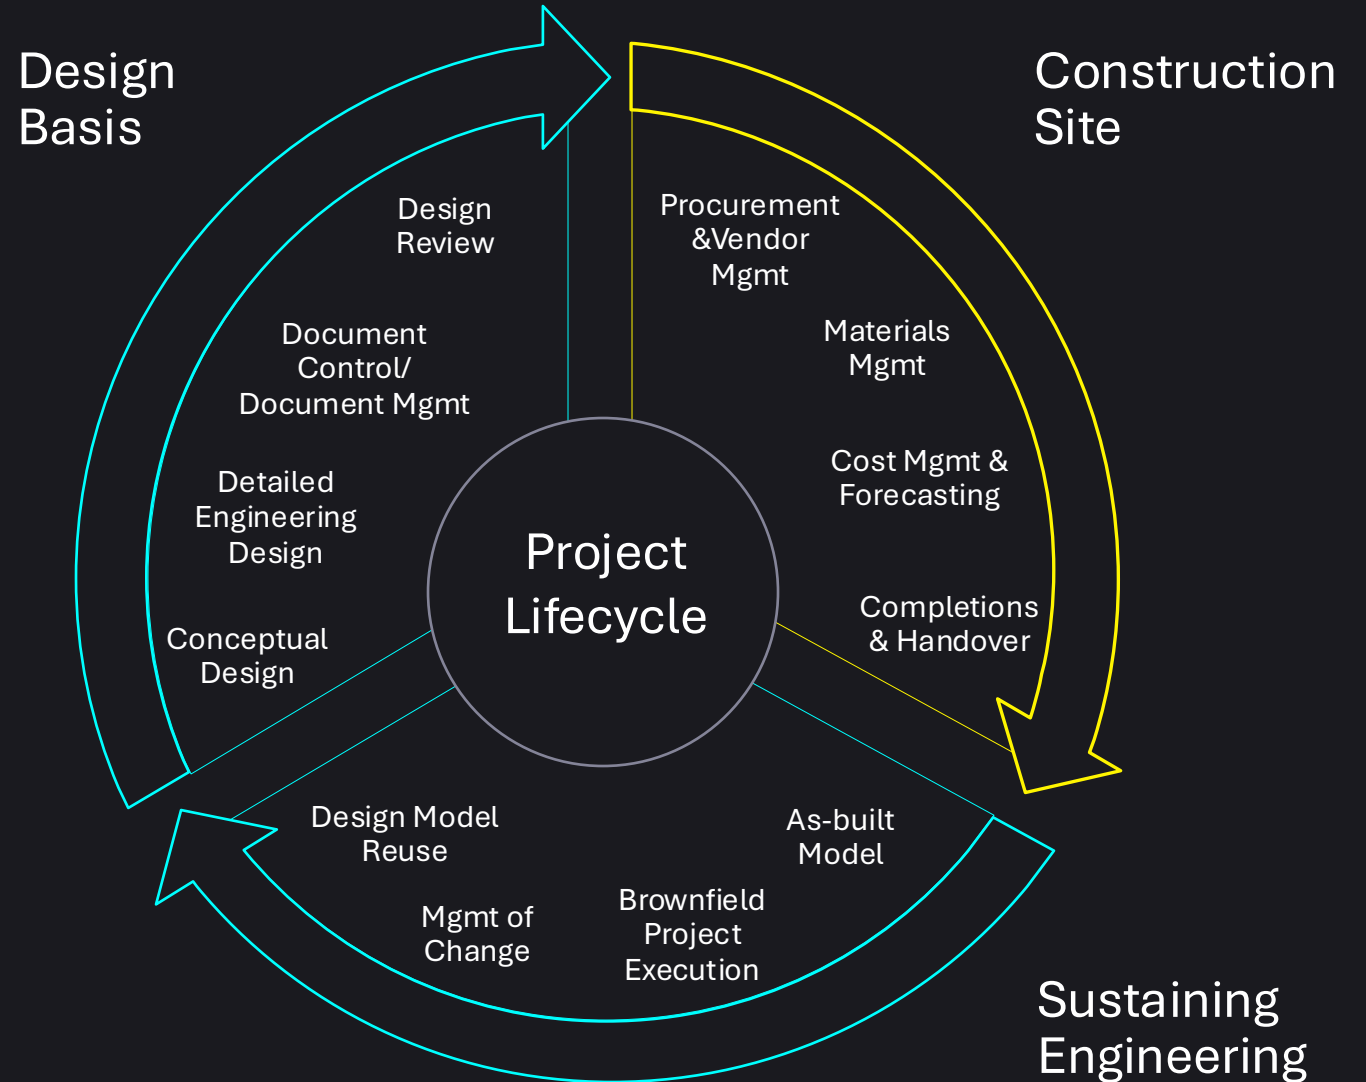 Design
Basis
Construction
Site
Design
Review
Document
Control/
Document Mgmt
Detailed
Engineering
Design
Conceptual
Design
Procurement
&Vendor
Mgmt
Materials
Mgmt
Cost Mgmt &
Forecasting
Completions
& Handover
Project
Lifecycle
Design Model
Reuse
Mgmt of
Change
Brownfield
Project
Execution
As-built
Model
Sustaining
Engineering